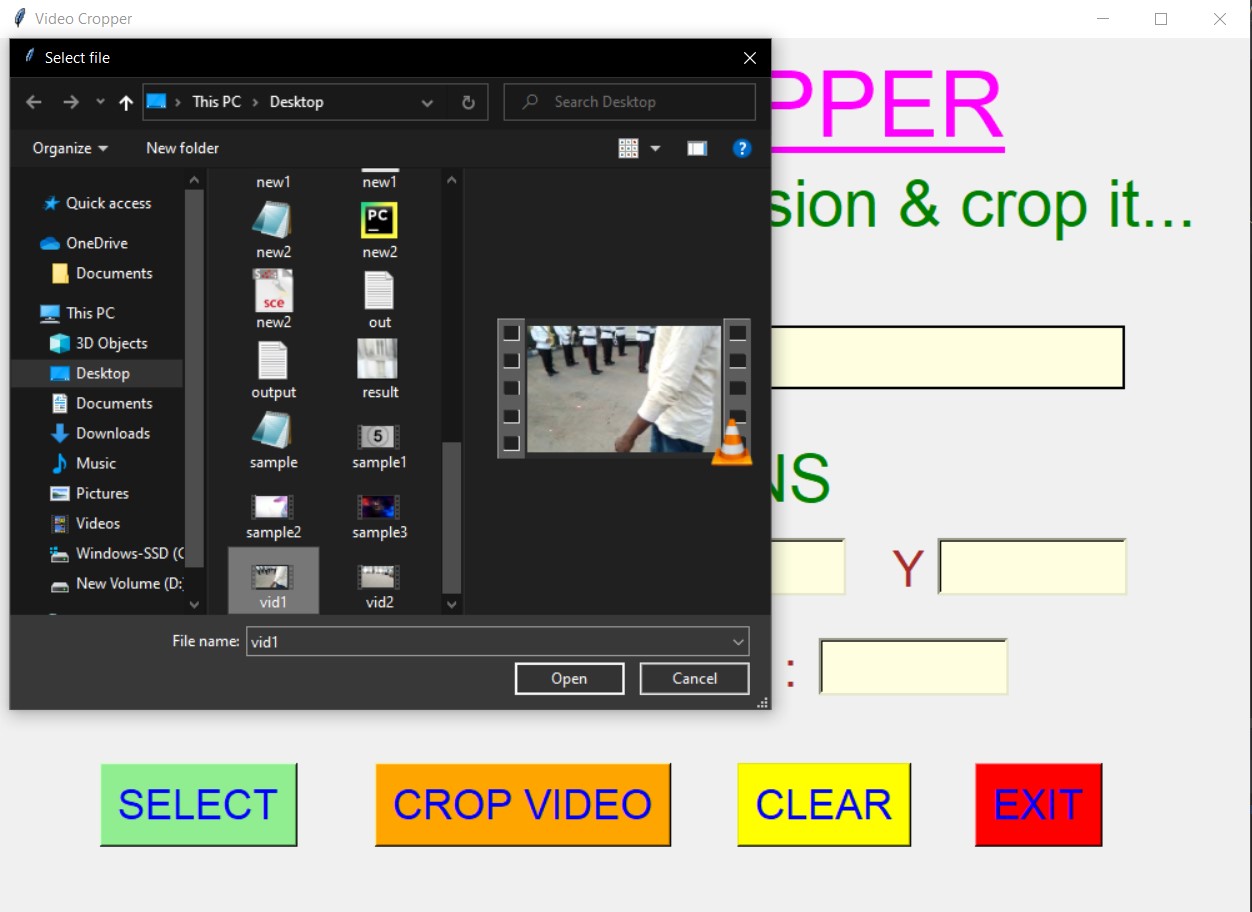 Video Cropper
Select file
PPER
This PC Desktop
Search Desktop
Organize
New folder
?
sion & crop it...
Quick access
OneDrive
Documents
This PC
3D Objects
Desktop
Documents
Downloads
Music
Pictures
Videos
Windows-SSD (C
New Volume (D:
new1 new1
PC
new2 new2
sce
new2 out
output result
5
sample sample1
sample2 sample3
vid1 vid2
NS
Y
:
File name: vid1
Open Cancel
SELECT CROP VIDEO CLEAR EXIT